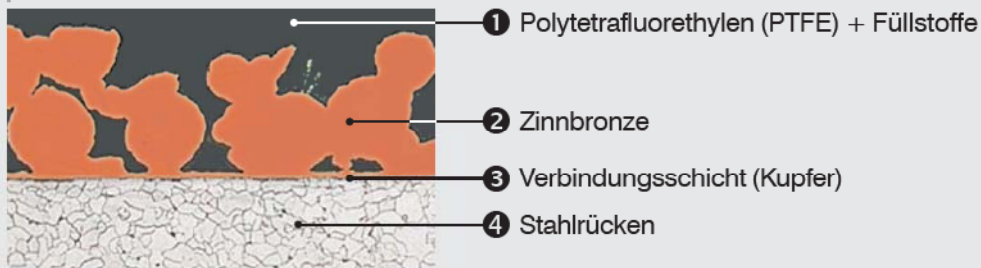 ❶ Polytetrafluorethylen (PTFE) + Füllstoffe
❷ Zinnbronze
❸ Verbindungsschicht (Kupfer)
❹ Stahlrücken